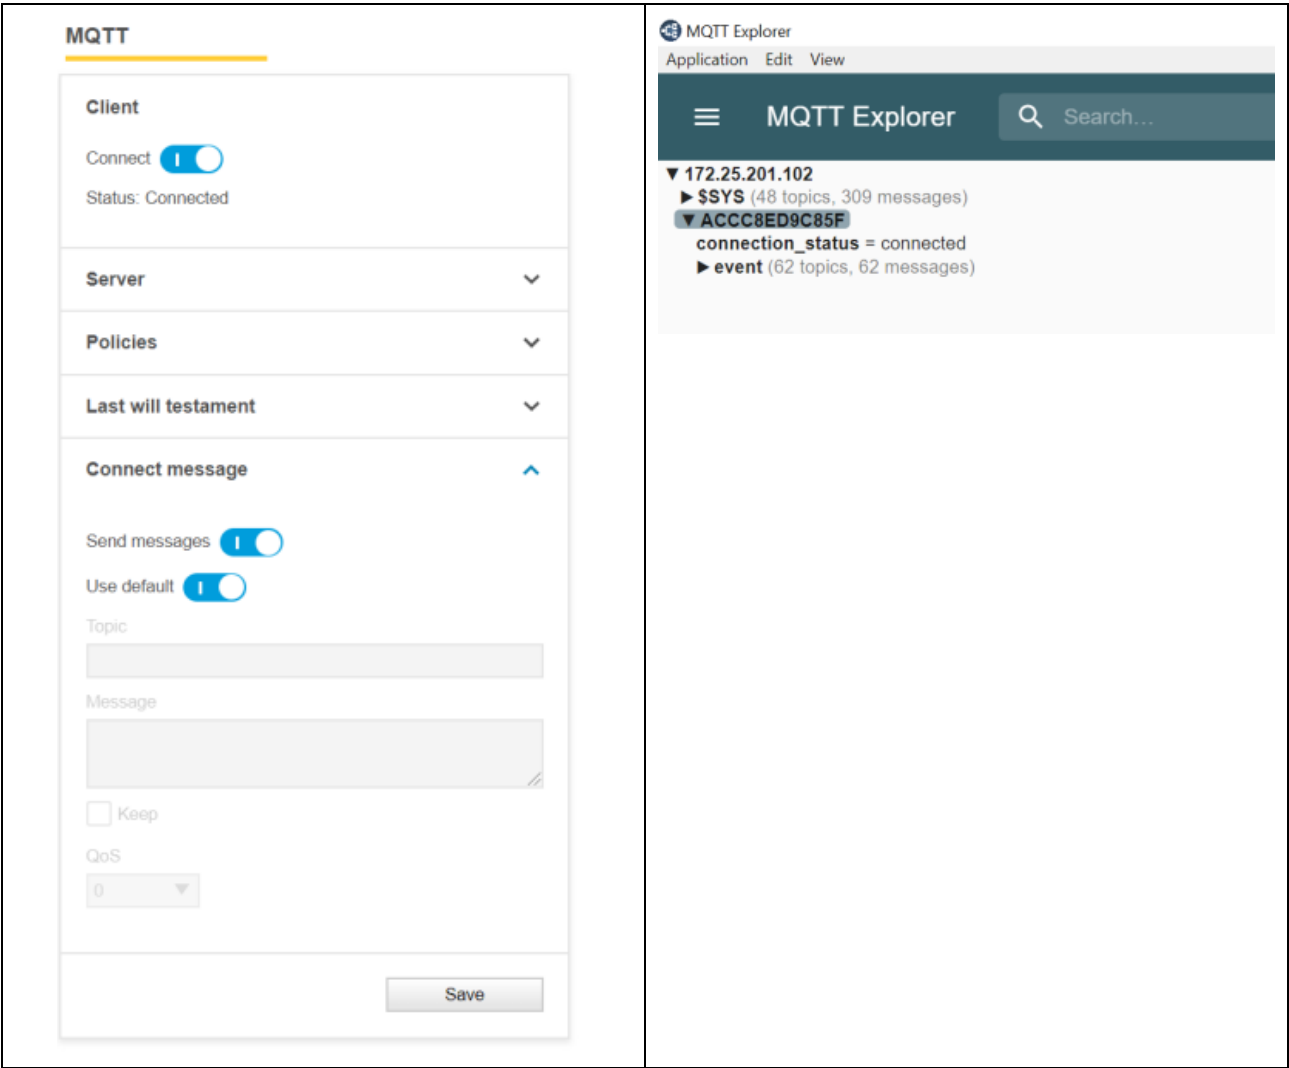 MQTT
Client
Connect
Status: Connected
Server
Policies
Last will testament
Connect message
Send messages
Use default
Topic
Message
Keep
QoS
0
Save
MQTT Explorer
Application Edit View
MQTT Explorer
Search...
172.25.201.102
$SYS (48 topics, 309 messages)
ACCC8ED9C85F
connection_status = connected
event (62 topics, 62 messages)